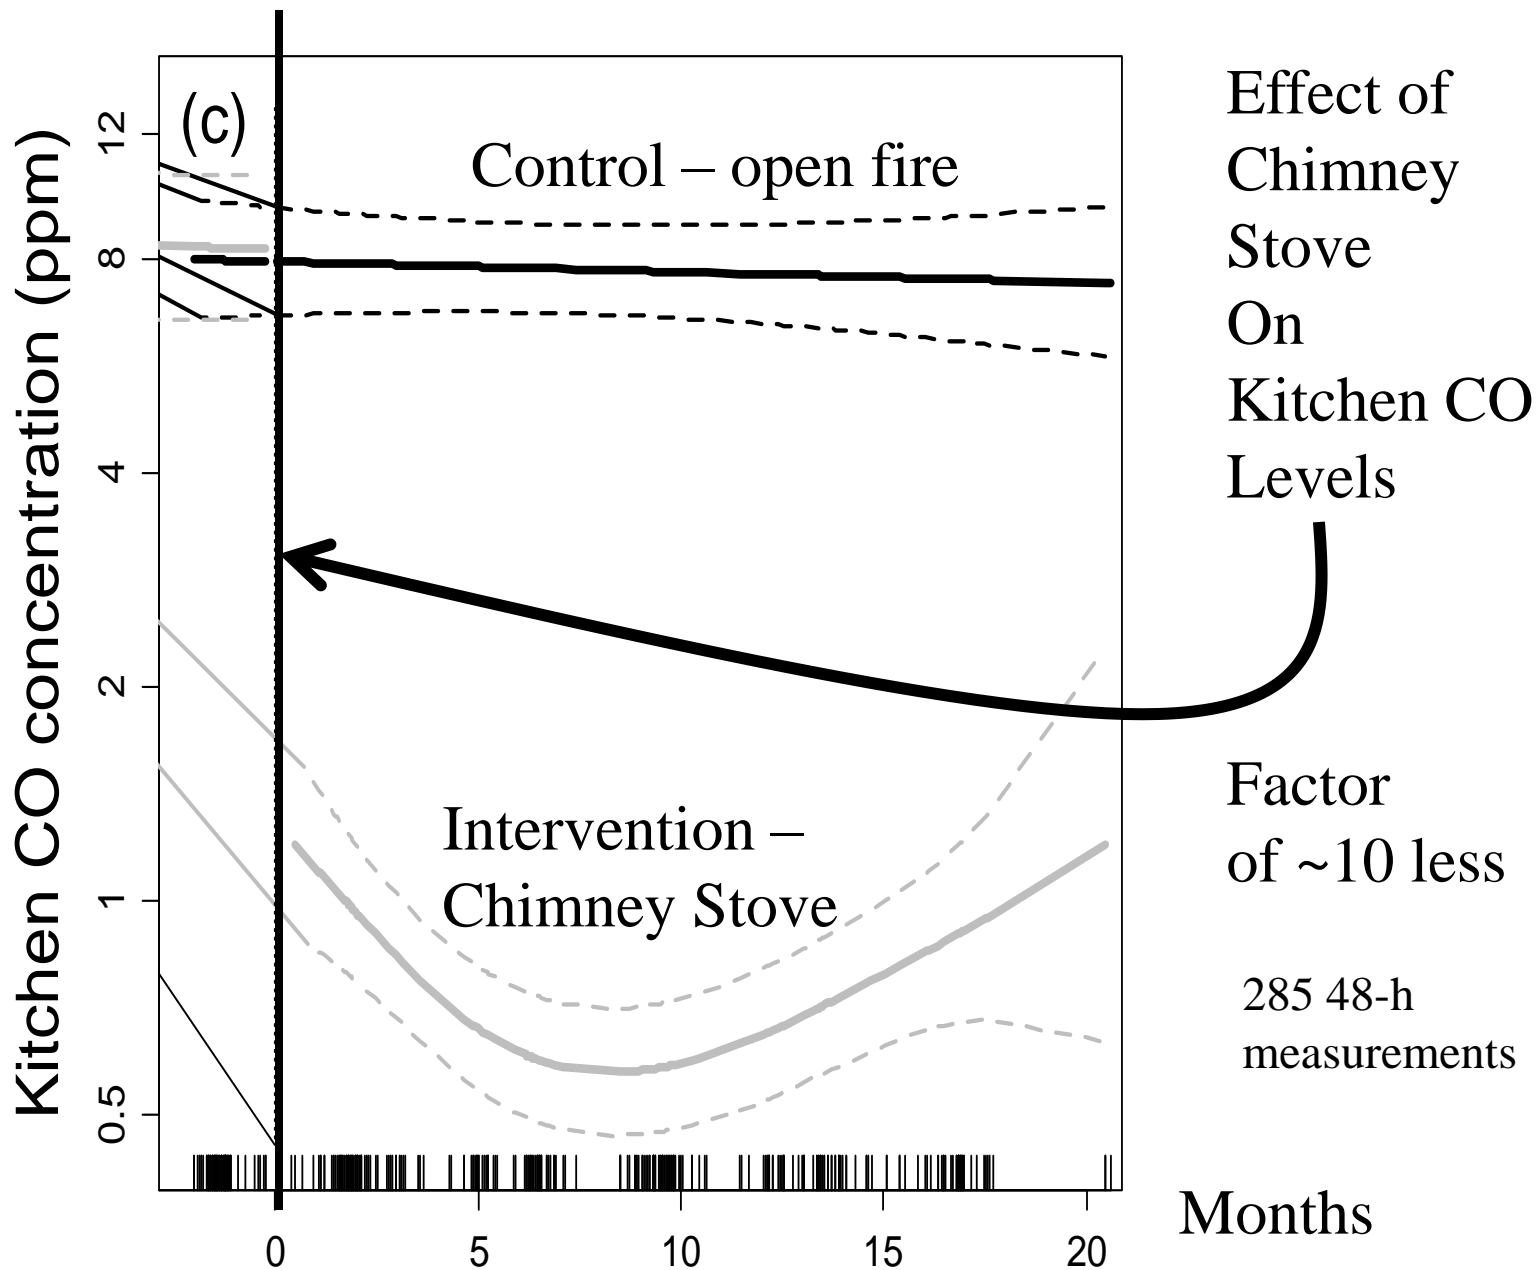 (c)
Kitchen CO concentration (ppm)
12
8
4
2
1
0.5
Control – open fire
Intervention –
Chimney Stove
0 5 10 15 20
Months
Effect of
Chimney
Stove
On
Kitchen CO
Levels
Factor
of ~10 less
285 48-h
measurements